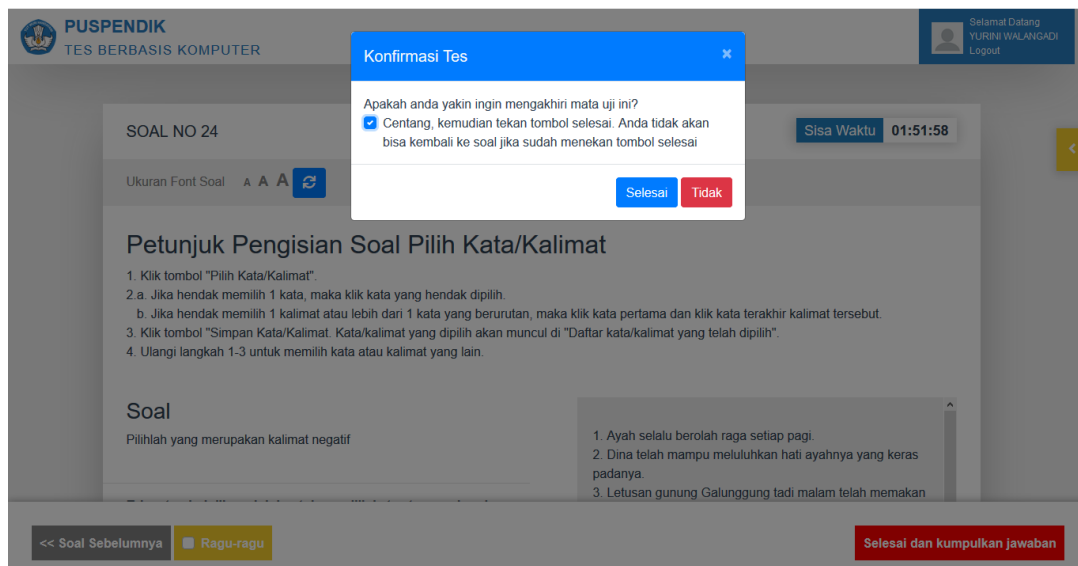 PUSPENDIK
TES BERBASIS KOMPUTER
Selamat Datang
YURINI WALANGADI
Logout
Konfirmasi Tes
×
Apakah anda yakin ingin mengakhiri mata uji ini?
Centang, kemudian tekan tombol selesai. Anda tidak akan
bisa kembali ke soal jika sudah menekan tombol selesai
Selesai Tidak
SOAL NO 24
Sisa Waktu 01:51:58
Ukuran Font Soal A A A
Petunjuk Pengisian Soal Pilih Kata/Kalimat
1. Klik tombol "Pilih Kata/Kalimat".
2.a. Jika hendak memilih 1 kata, maka klik kata yang hendak dipilih.
b. Jika hendak memilih 1 kalimat atau lebih dari 1 kata yang berurutan, maka klik kata pertama dan klik kata terakhir kalimat tersebut.
3. Klik tombol "Simpan Kata/Kalimat. Kata/kalimat yang dipilih akan muncul di "Daftar kata/kalimat yang telah dipilih".
4. Ulangi langkah 1-3 untuk memilih kata atau kalimat yang lain.
Soal
Pilihlah yang merupakan kalimat negatif
1. Ayah selalu berolah raga setiap pagi.
2. Dina telah mampu meluluhkan hati ayahnya yang keras
padanya.
3. Letusan gunung Galunggung tadi malam telah memakan
<< Soal Sebelumnya
Ragu-ragu
Selesai dan kumpulkan jawaban